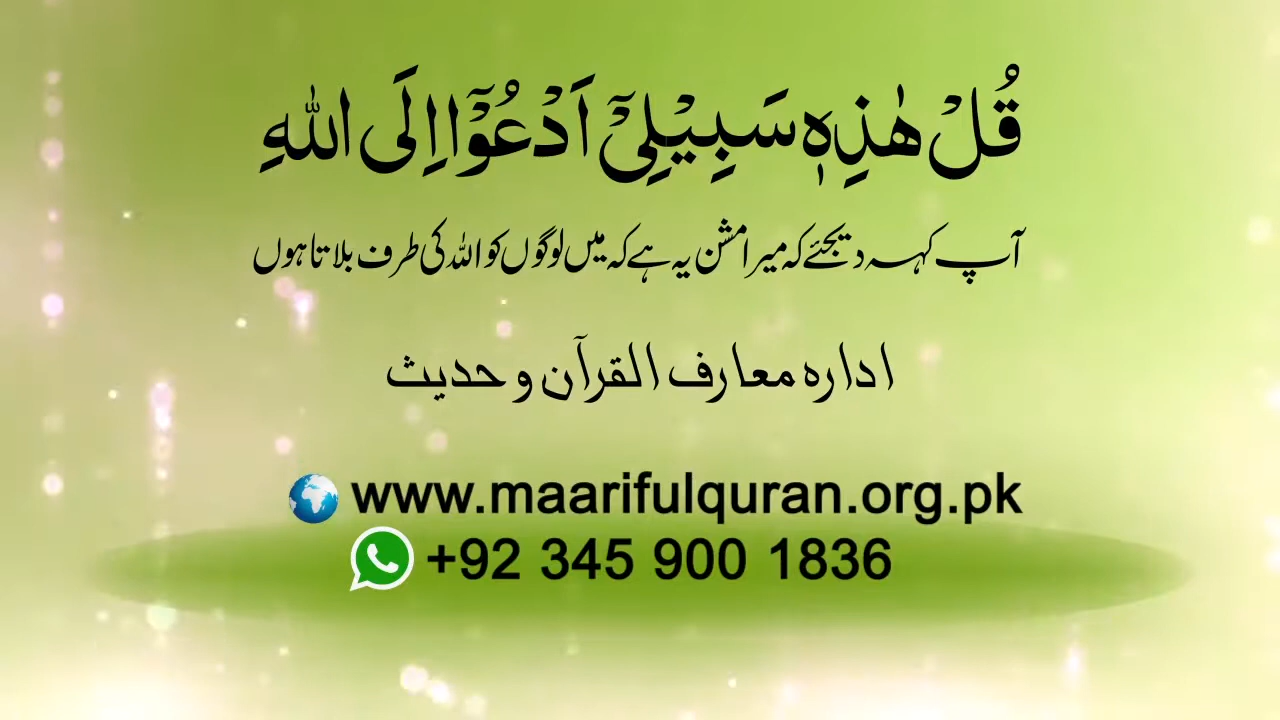 قُلْ هٰذِهٖ سَبِيْلِيْٓ اَدْعُوْٓا اِلَى اللّٰهِ
آپ کہہ دیجئے کہ میرا مشن یہ ہے کہ میں لوگوں کو اللہ کی طرف بلاتا ہوں
ادارہ معارف القرآن و حدیث
www.maarifulquran.org.pk
+92 345 900 1836